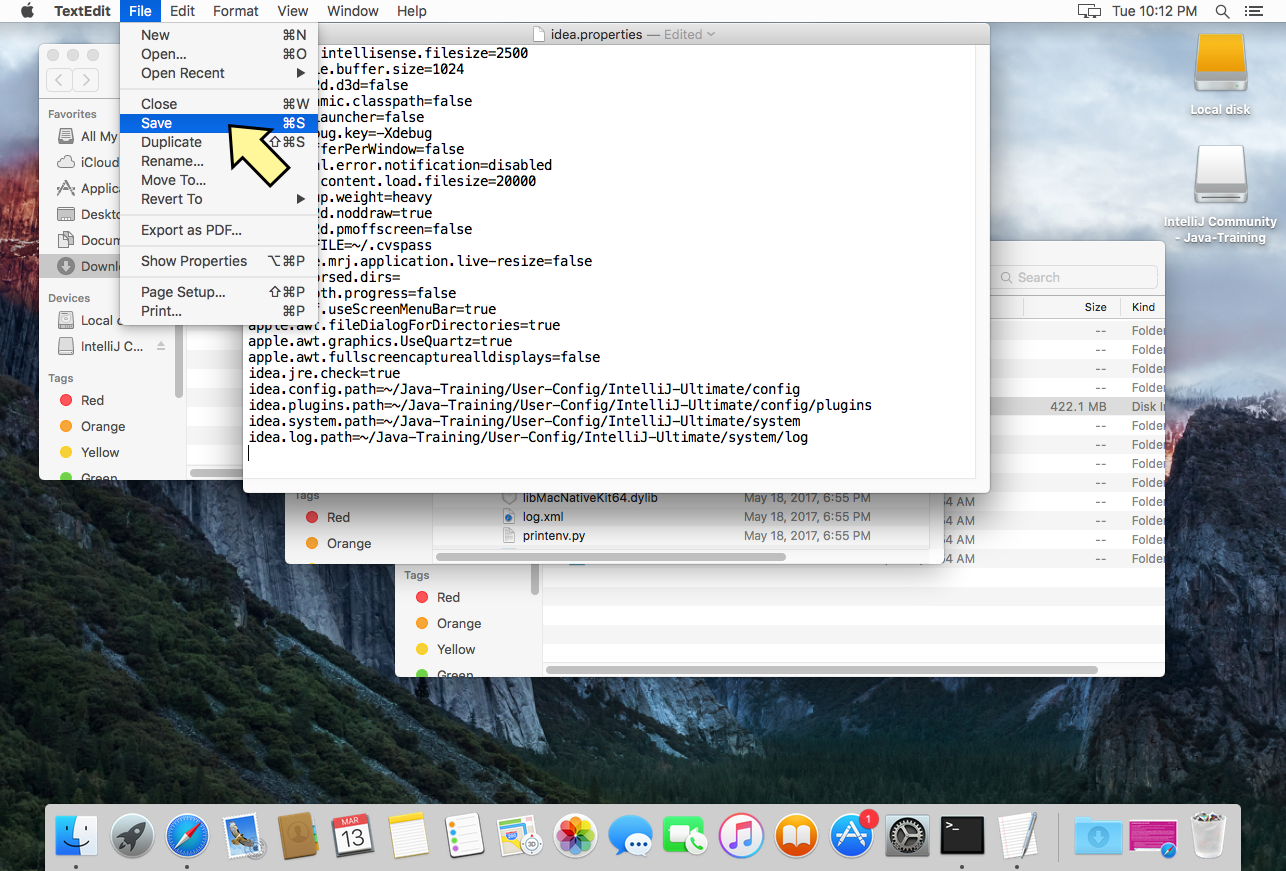 TextEdit File Edit Format View Window Help Tue 10:12 PM
New ⌘N
Open... ⌘O
Open Recent ▶
Close ⌘W
Save ⌘S
Duplicate ⇧⌘S
Rename...
Move To...
Revert To ▶
Export as PDF...
Show Properties ⌥⌘P
Page Setup... ⇧⌘P
Print... ⌘P
idea.properties — Edited
intellisense.filesize=2500
e.buffer.size=1024
d.d3d=false
mic.classpath=false
auncher=false
ug.key=-Xdebug
fferPerWindow=false
al.error.notification=disabled
content.load.filesize=20000
up.weight=heavy
d.noddraw=true
d.pmoffscreen=false
FILE=~/.cvspass
e.mrj.application.live-resize=false
orsed.dirs=
th.progress=false
.useScreenMenuBar=true
apple.awt.fileDialogForDirectories=true
apple.awt.graphics.UseQuartz=true
apple.awt.fullscreencapturealldisplays=false
idea.jre.check=true
idea.config.path=~/Java-Training/User-Config/IntelliJ-Ultimate/config
idea.plugins.path=~/Java-Training/User-Config/IntelliJ-Ultimate/config/plugins
idea.system.path=~/Java-Training/User-Config/IntelliJ-Ultimate/system
idea.log.path=~/Java-Training/User-Config/IntelliJ-Ultimate/system/log
Favorites
All My
iCloud
Applic
Deskto
Docum
Downl
Devices
Local
IntelliJ C...
Tags
Red
Orange
Yellow
Green
Local disk
IntelliJ Community
- Java-Training
Search
Size Kind
-- Folder
-- Folder
-- Folder
-- Folder
422.1 MB Disk I
-- Folder
-- Folder
-- Folder
-- Folder
4 AM -- Folder
4 AM -- Folder
4 AM -- Folder
4 AM -- Folder
Tags
Red
Orange
libMacNativeKit64.dylib May 18, 2017, 6:55 PM
log.xml May 18, 2017, 6:55 PM
printenv.py May 18, 2017, 6:55 PM
Tags
Red
Orange
Yellow
Green
MAR
13
3D
1
>_